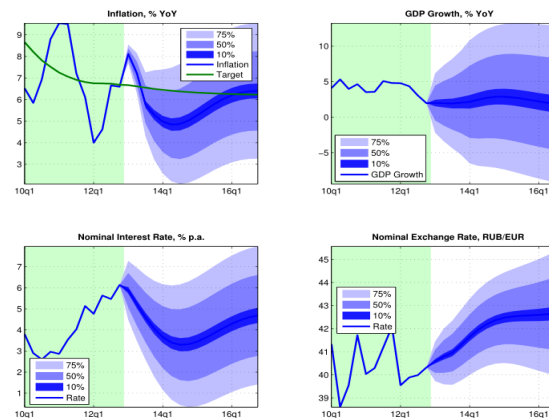 Inflation, % YoY
9
8
7
6
5
4
3
75%
50%
10%
Inflation
Target
10q1 12q1 14q1 16q1
GDP Growth, % YoY
10
5
0
−5
75%
50%
10%
GDP Growth
10q1 12q1 14q1 16q1
Nominal Interest Rate, % p.a.
7
6
5
4
3
2
1
75%
50%
10%
Rate
10q1 12q1 14q1 16q1
Nominal Exchange Rate, RUB/EUR
45
44
43
42
41
40
39
75%
50%
10%
Rate
10q1 12q1 14q1 16q1